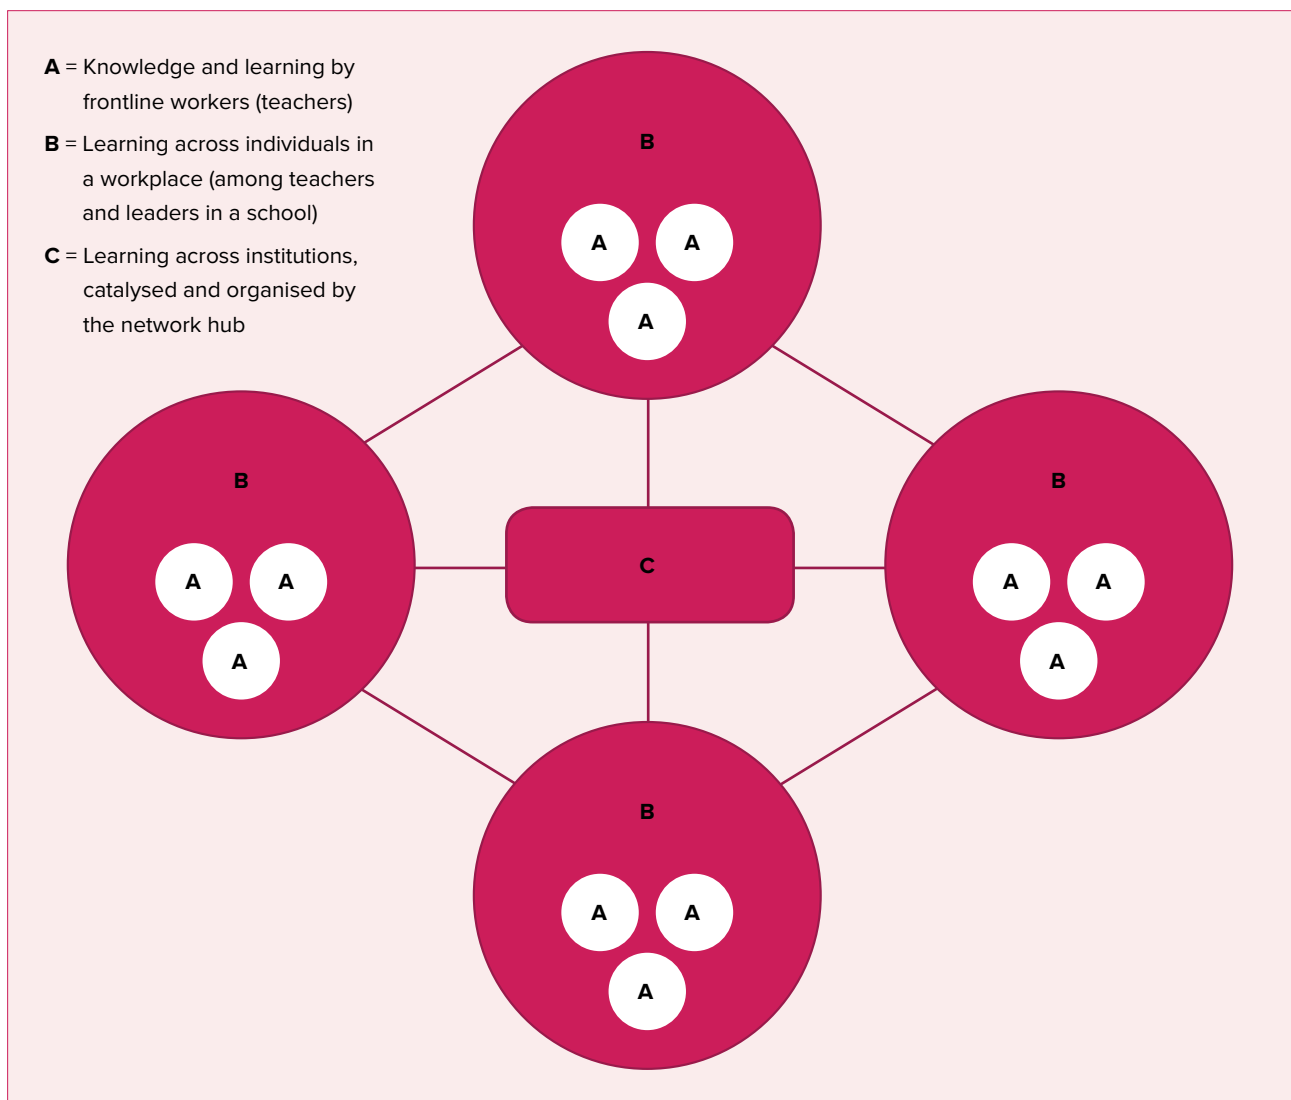 A = Knowledge and learning by
frontline workers (teachers)
B = Learning across individuals in
a workplace (among teachers
and leaders in a school)
C = Learning across institutions,
catalysed and organised by
the network hub
B
A A
A
B
A A
A
C
B
A A
A
B
A A
A